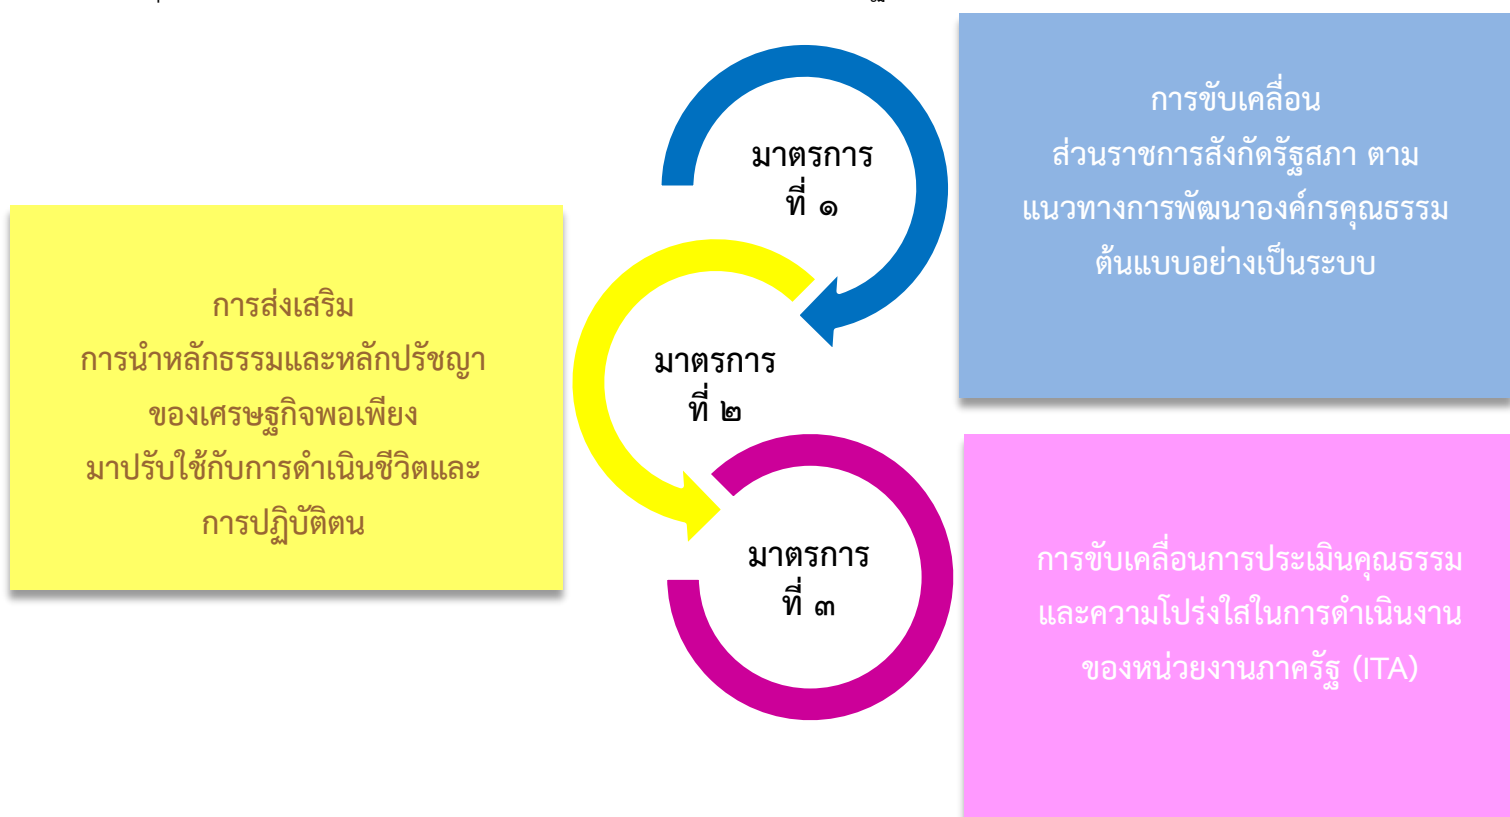 มาตรการ
ที่ ๑
การขับเคลื่อน
ส่วนราชการสังกัดรัฐสภา ตาม
แนวทางการพัฒนาองค์กรคุณธรรม
ต้นแบบอย่างเป็นระบบ
การส่งเสริม
การนำหลักธรรมและหลักปรัชญา
ของเศรษฐกิจพอเพียง
มาปรับใช้กับการดำเนินชีวิตและ
การปฏิบัติตน
มาตรการ
ที่ ๒
มาตรการ
ที่ ๓
การขับเคลื่อนการประเมินคุณธรรม
และความโปร่งใสในการดำเนินงาน
ของหน่วยงานภาครัฐ (ITA)